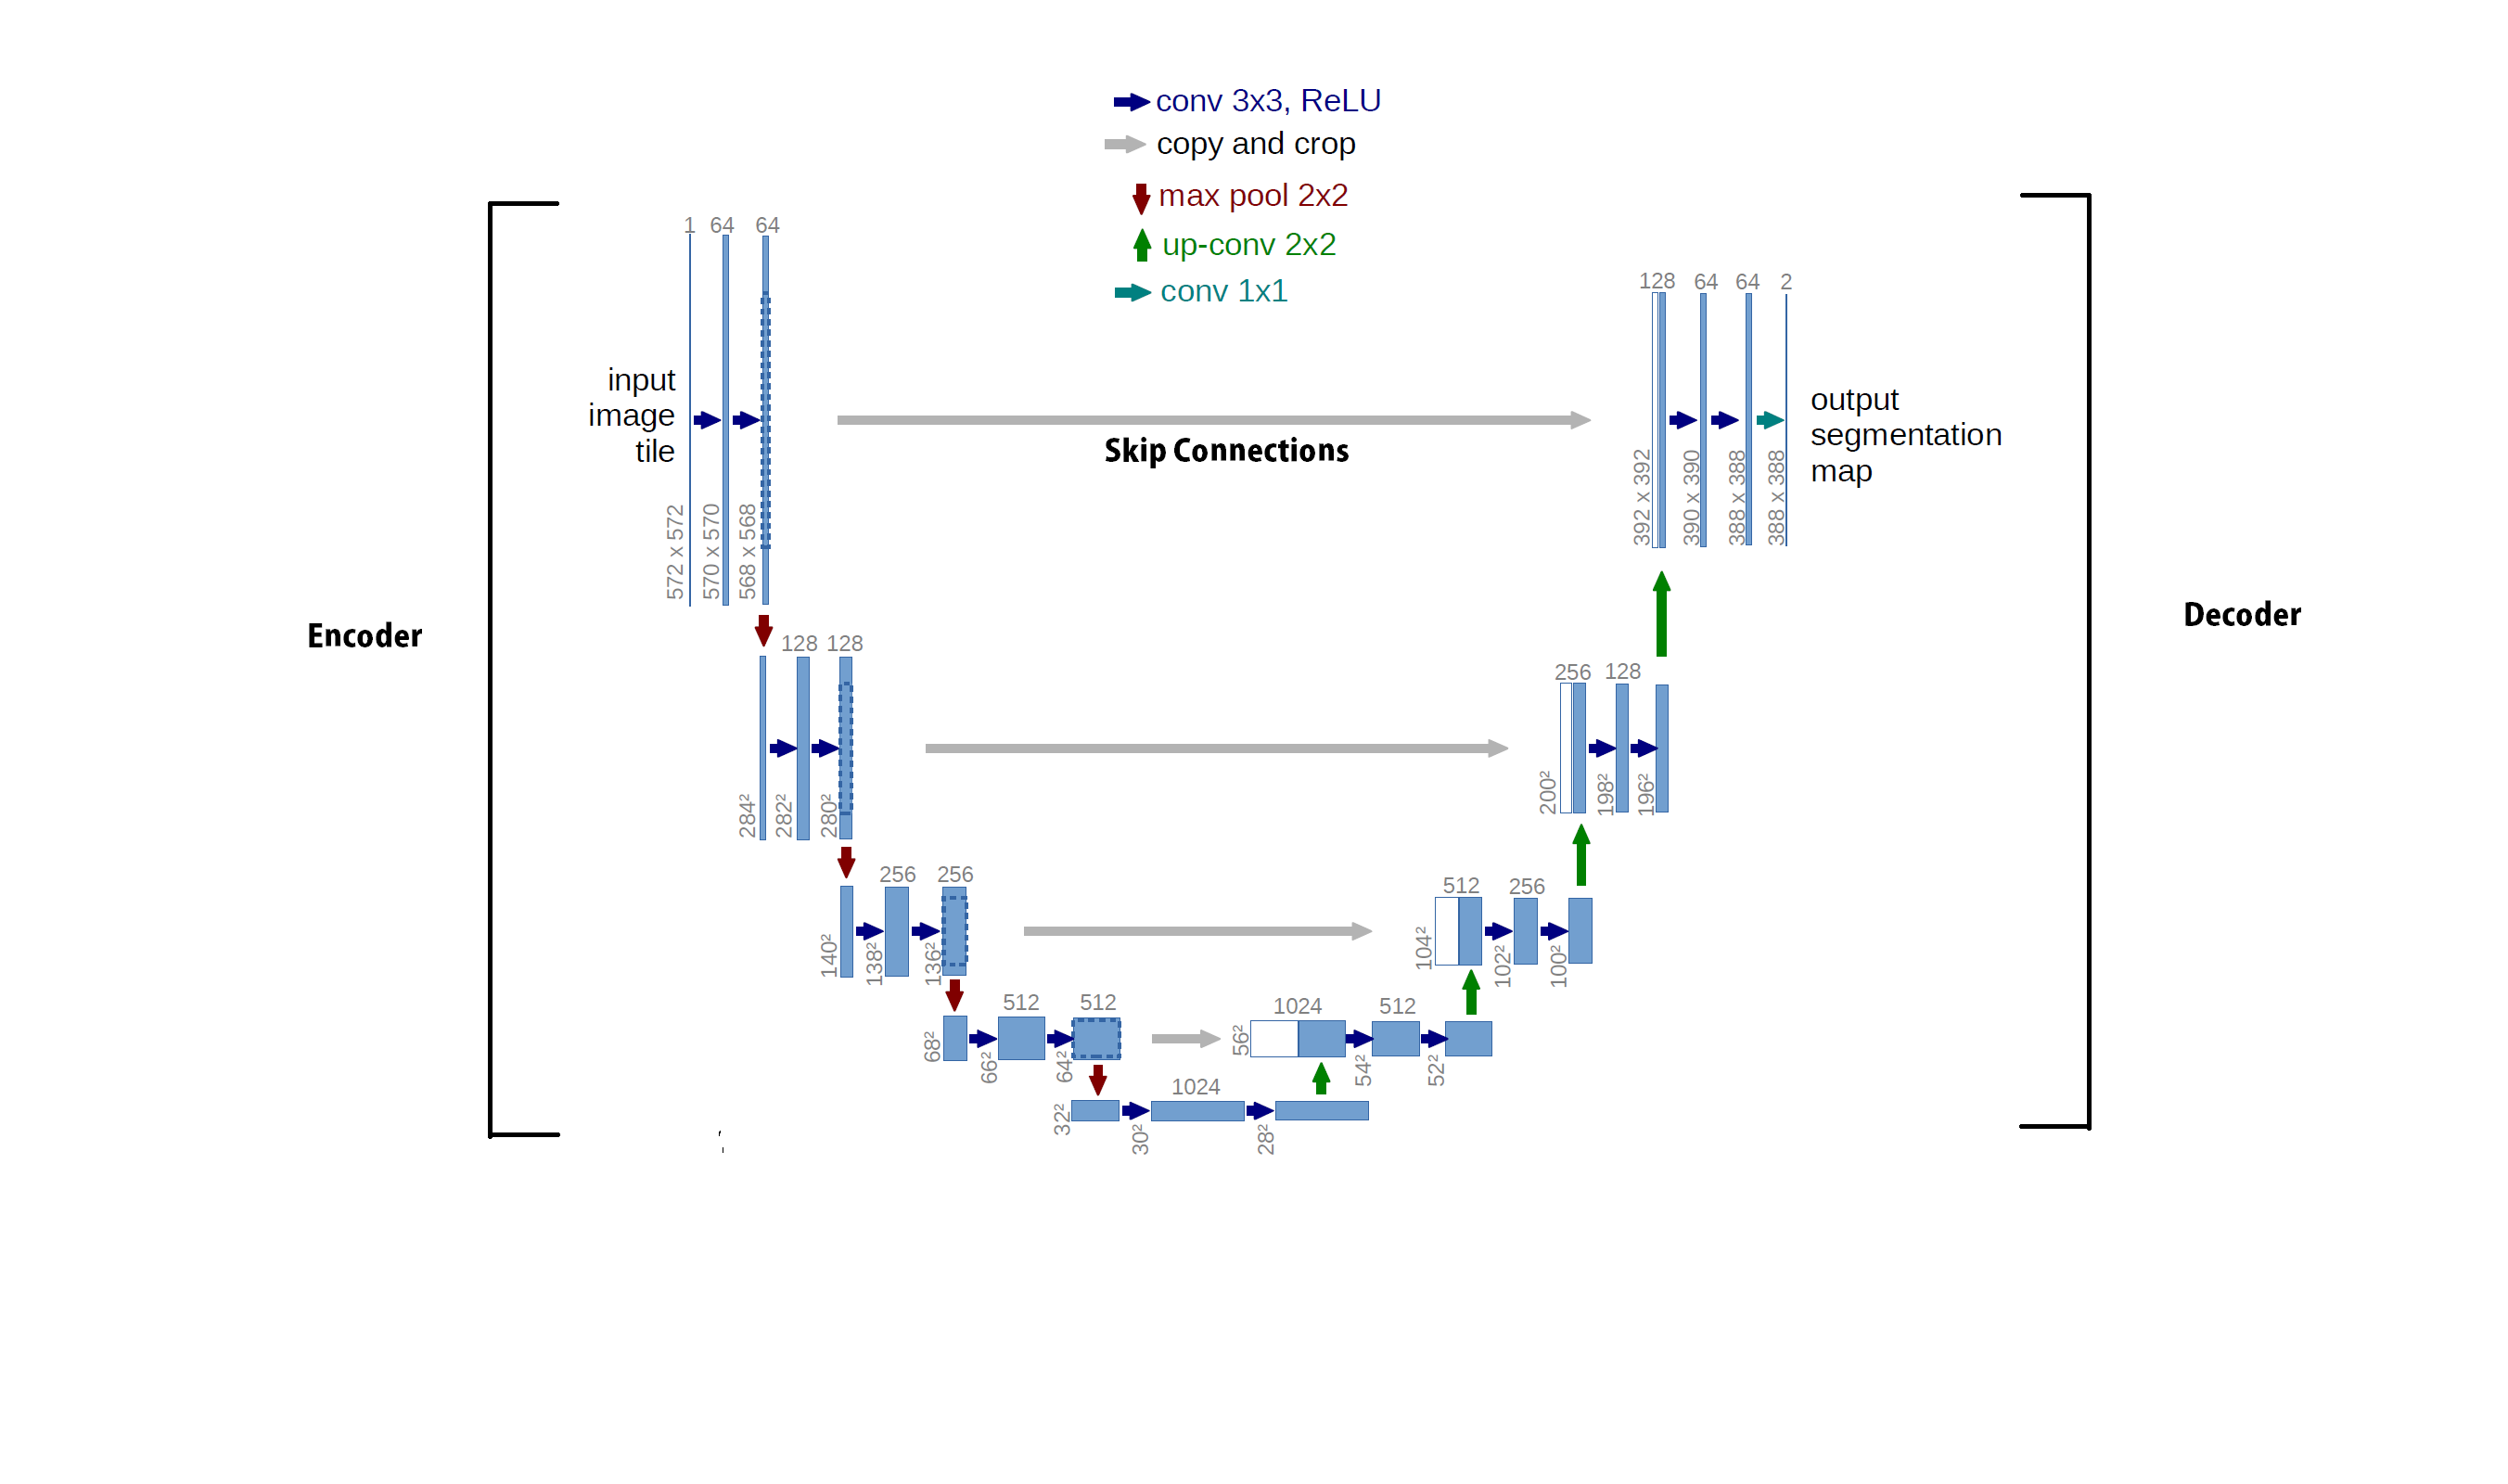 conv 3x3, ReLU
copy and crop
max pool 2x2
up-conv 2x2
conv 1x1
1 64 64
128 64 64 2
input
image
tile
572 x 572
570 x 570
568 x 568
Skip Connections
392 x 392
390 x 390
388 x 388
388 x 388
output
segmentation
map
Encoder
Decoder
128 128
284²
282²
280²
256 128
200²
198²
196²
256 256
140²
138²
136²
512 256
104²
102²
100²
512 512
68²
66²
64²
1024 512
56²
54²
52²
1024
32²
30²
28²